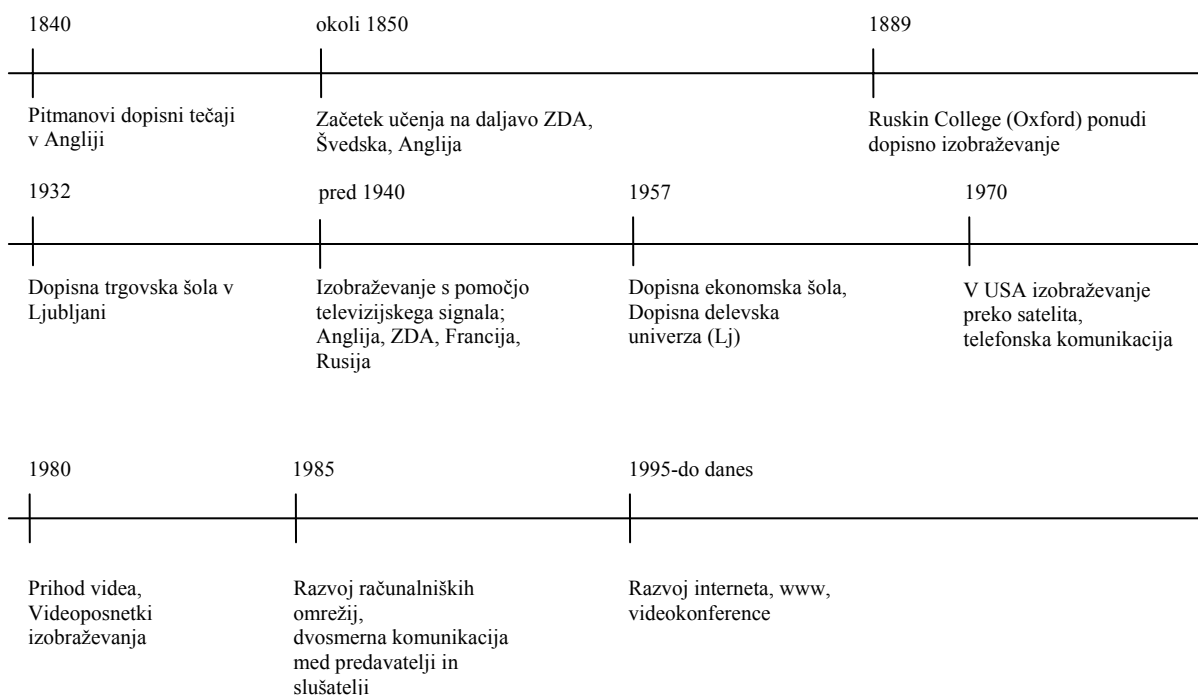 1840
okoli 1850
1889
Pitmanovi dopisni tečaji
v Angliji
Začetek učenja na daljavo ZDA,
Švedska, Anglija
Ruskin College (Oxford) ponudi
dopisno izobraževanje
1932
pred 1940
1957
1970
Dopisna trgovska šola v
Ljubljani
Izobraževanje s pomočjo
televizijskega signala;
Anglija, ZDA, Francija,
Rusija
Dopisna ekonomska šola,
Dopisna delevska
univerza (Lj)
V USA izobraževanje
preko satelita,
telefonska komunikacija
1980
1985
1995-do danes
Prihod videa,
Videoposnetki
izobraževanja
Razvoj računalniških
omrežij,
dvosmerna komunikacija
med predavatelji in
slušatelji
Razvoj interneta, www,
videokonference